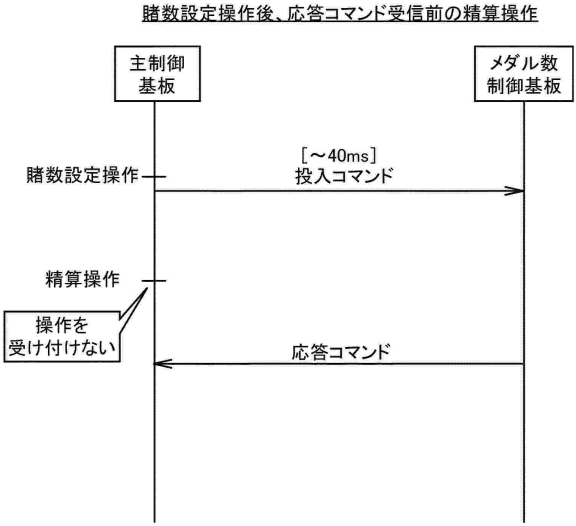 賭数設定操作後、応答コマンド受信前の精算操作
主制御
基板
メダル数
制御基板
[～40ms]
賭数設定操作
投入コマンド
精算操作
操作を
受け付けない
応答コマンド